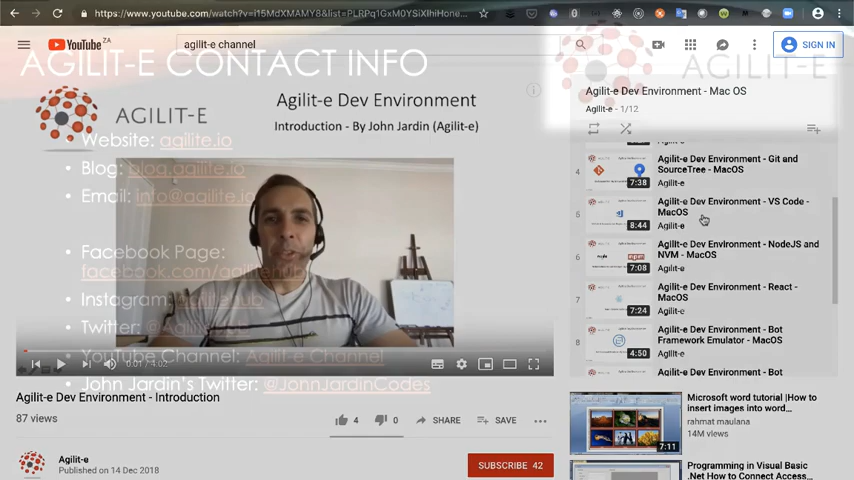 https://www.youtube.com/watch?v=i15MdXMAMY8&list=PLRPq1GxM0YSiXIhiHone...
YouTube ZA
agilit-e channel
SIGN IN
AGILIT-E CONTACT INFO
AGILIT-E
AGILIT-E
Agilit-e Dev Environment
Introduction - By John Jardin (Agilit-e)
Website: agilite.io
Blog: blog.agilite.io
Email: info@agilite.io
Facebook Page:
facebook.com/agilitehub
Instagram:
Twitter:
YouTube Channel: Agilit-e Channel
John Jardin's Twitter: @JohnJardinCodes
0:01 / 4:02
Agilit-e Dev Environment - Introduction
87 views
4
0
SHARE
SAVE
Agilit-e
Published on 14 Dec 2018
SUBSCRIBE 42
Agilit-e Dev Environment - Mac OS
Agilit-e - 1/12
Agilit-e
4
7:38
Agilit-e Dev Environment - Git and
SourceTree - MacOS
Agilit-e
5
8:44
Agilit-e Dev Environment - VS Code -
MacOS
Agilit-e
6
7:08
Agilit-e Dev Environment - NodeJS and
NVM - MacOS
Agilit-e
7
7:24
Agilit-e Dev Environment - React -
MacOS
Agilit-e
8
4:50
Agilit-e Dev Environment - Bot
Framework Emulator - MacOS
Agilit-e
Agilit-e Dev Environment - Bot
7:11
Microsoft word tutorial |How to
insert images into word...
rahmat maulana
14M views
Programming in Visual Basic
.Net How to Connect Access...